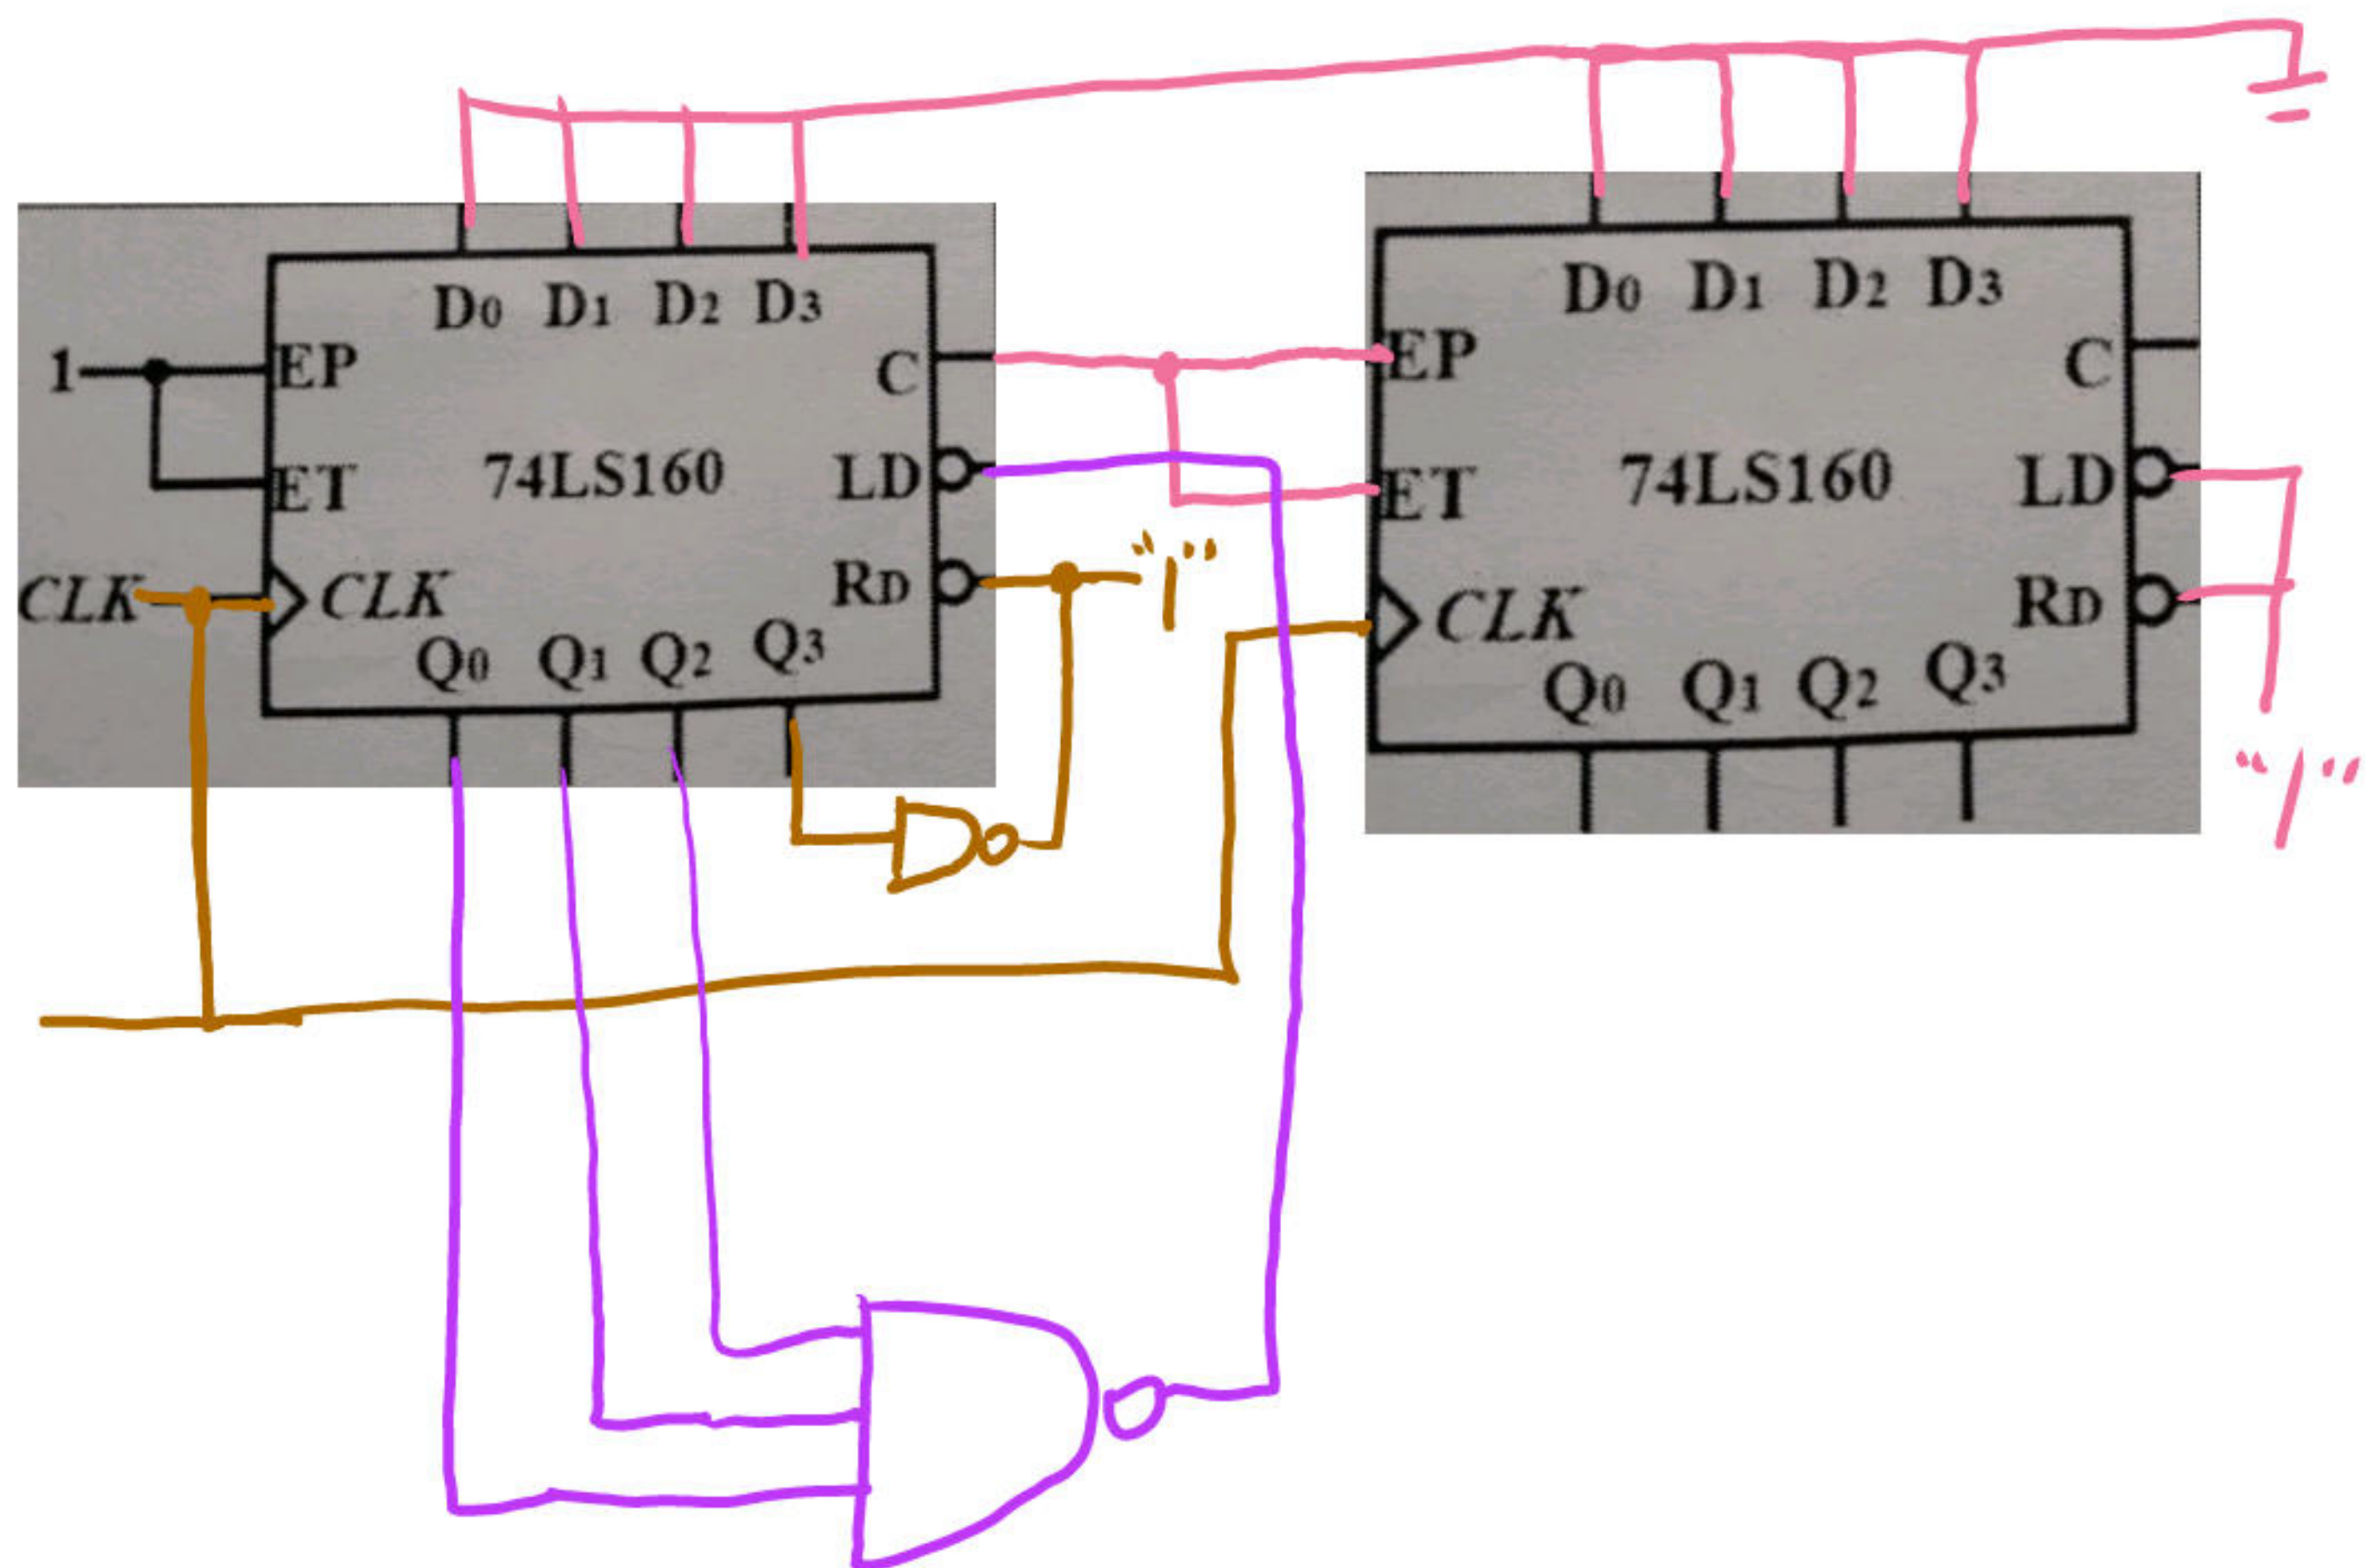 D0 D1 D2 D3
1 EP C
74LS160 LD
ET
CLK CLK RD
Q0 Q1 Q2 Q3
"1"
D0 D1 D2 D3
EP C
ET 74LS160 LD
CLK RD
Q0 Q1 Q2 Q3
"1"